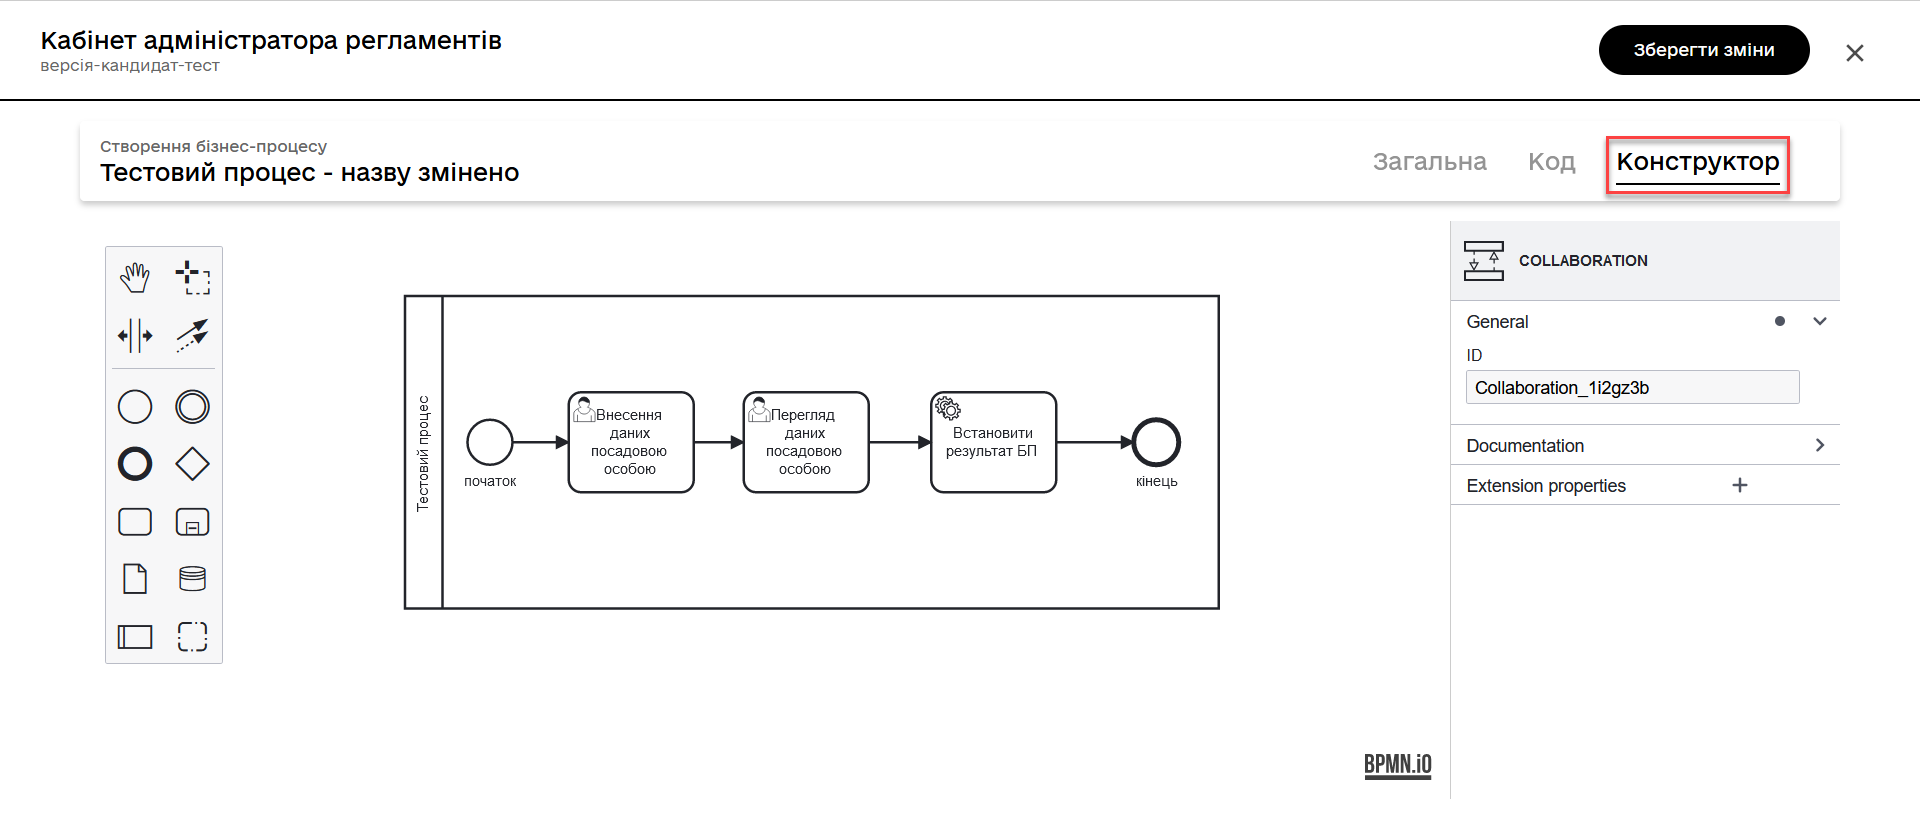 Кабінет адміністратора регламентів
версія-кандидат-тест
Зберегти зміни
Створення бізнес-процесу
Тестовий процес - назву змінено
Загальна
Код
Конструктор
Тестовий процес
початок
Внесення
даних
посадовою
особою
Перегляд
даних
посадовою
особою
Встановити
результат БП
кінець
BPMN.iO
COLLABORATION
General
ID
Collaboration_1i2gz3b
Documentation
Extension properties